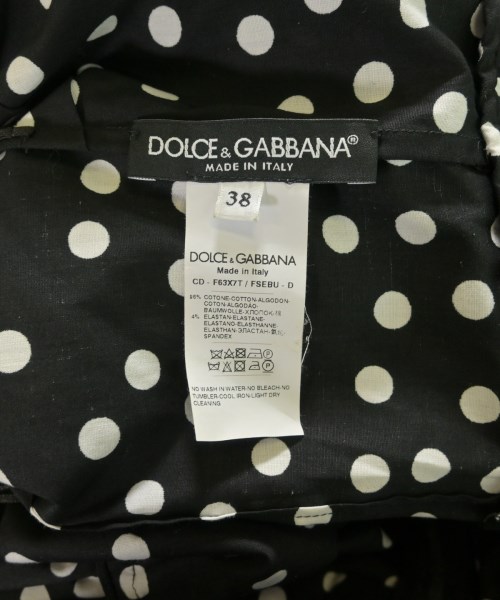 DOLCE & GABBANA®
MADE IN ITALY
38
DOLCE & GABBANA
Made in Italy
CD - F63X7T / FSEBU - D
96% COTONE-COTTON-ALGODON-
COTON-ALGODÃO
BAUMWOLLE-ХЛОПОК
4% ELASTAN-ELASTANE-
ELASTANO-ELASTHANNE-
ELASTHAN-ЭЛАСТАН-
SPANDEX
NO WASH IN WATER-NO BLEACH-NO
TUMBLER-COOL IRON-LIGHT DRY
CLEANING